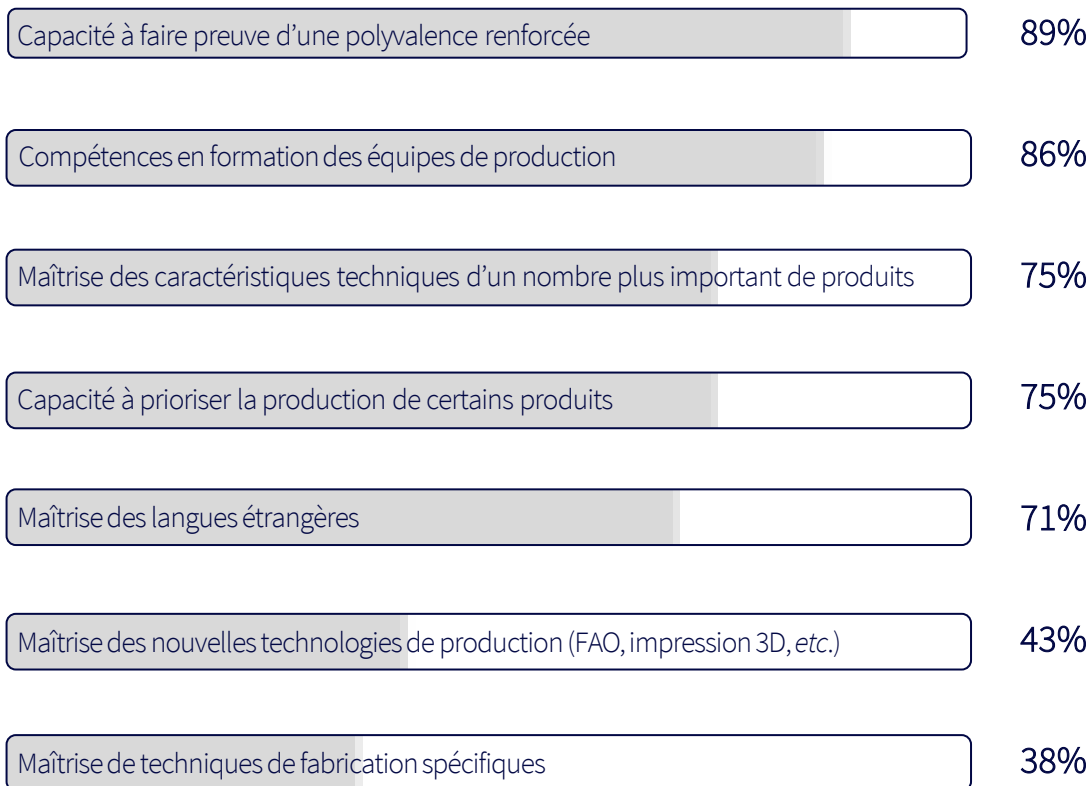 Capacité à faire preuve d’une polyvalence renforcée 89%
Compétences en formation des équipes de production 86%
Maîtrise des caractéristiques techniques d’un nombre plus important de produits 75%
Capacité à prioriser la production de certains produits 75%
Maîtrise des langues étrangères 71%
Maîtrise des nouvelles technologies de production (FAO, impression 3D, etc.) 43%
Maîtrise de techniques de fabrication spécifiques 38%